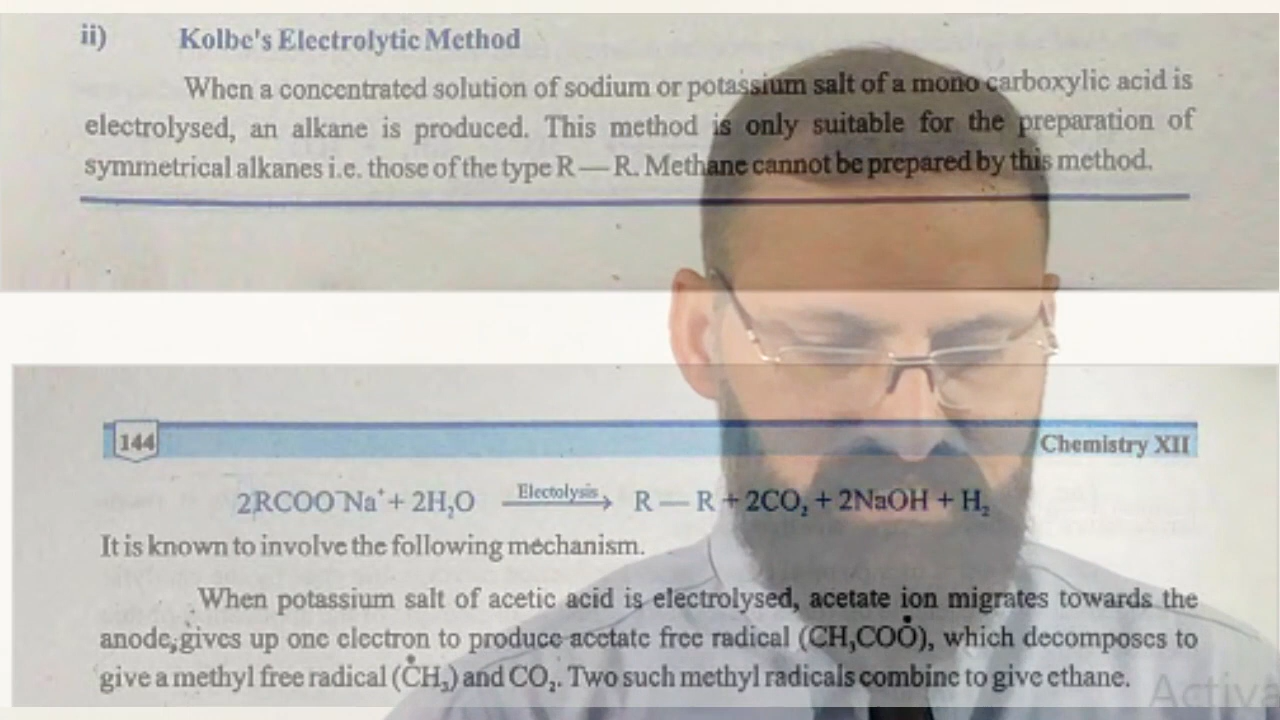 ii) Kolbe's Electrolytic Method
When a concentrated solution of sodium or potassium salt of a mono carboxylic acid is
electrolysed, an alkane is produced. This method is only suitable for the preparation of
symmetrical alkanes i.e. those of the type R — R. Methane cannot be prepared by this method.
144 Chemistry XII
2RCOO⁻Na⁺ + 2H₂O Electolysis → R — R + 2CO₂ + 2NaOH + H₂
It is known to involve the following mechanism.
When potassium salt of acetic acid is electrolysed, acetate ion migrates towards the
anode, gives up one electron to produce acetate free radical (CH₃COȮ), which decomposes to
give a methyl free radical (ĊH₃) and CO₂. Two such methyl radicals combine to give ethane.
Activa